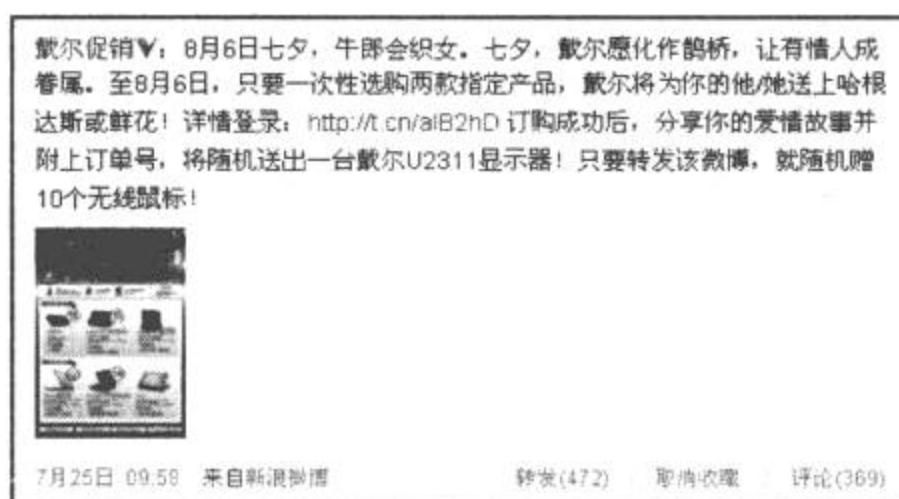 戴尔促销V：8月6日七夕，牛郎会织女。七夕，戴尔愿化作鹊桥，让有情人成
眷属。至8月6日，只要一次性选购两款指定产品，戴尔将为你的他/她送上哈根
达斯或鲜花！详情登录：http://t.cn/aIB2hD 订购成功后，分享你的爱情故事并
附上订单号，将随机送出一台戴尔U2311显示器！只要转发该微博，就随机赠
10个无线鼠标！
7月25日 09:59 来自新浪微博 转发(472) 取消收藏 评论(369)